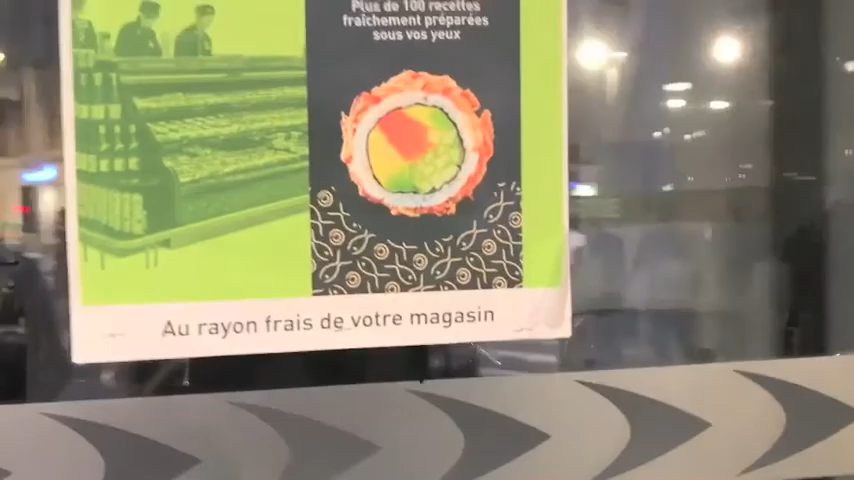 Plus de 100 recettes
fraîchement préparées
sous vos yeux
Au rayon frais de votre magasin